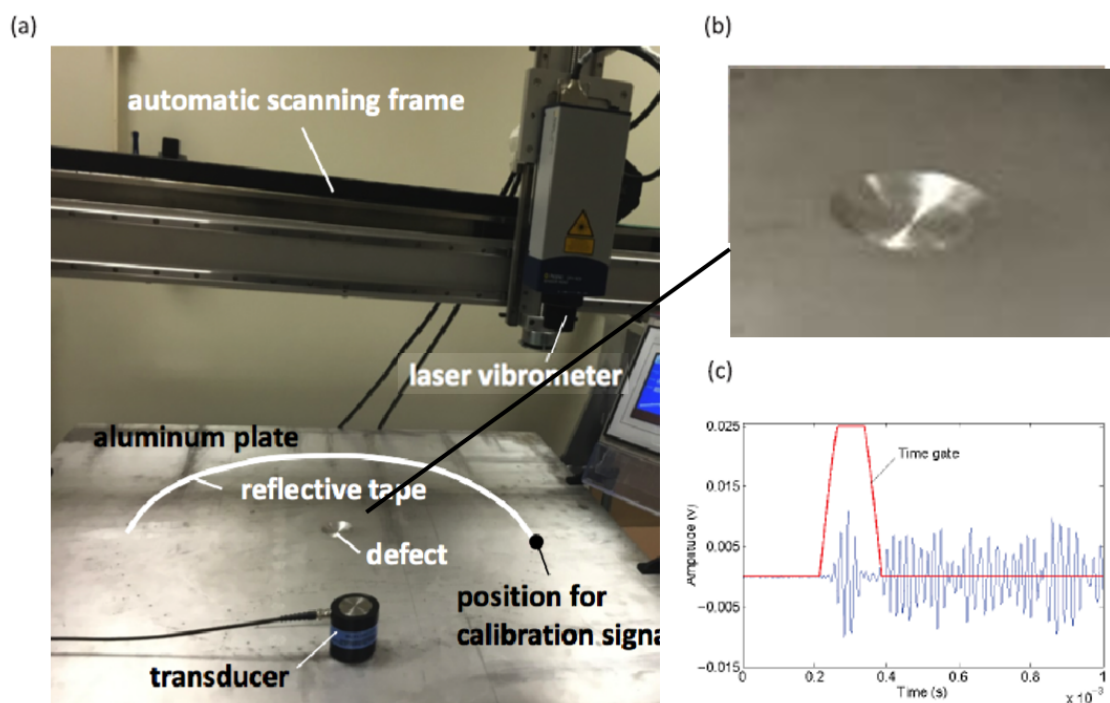 (a)
automatic scanning frame
laser vibrometer
aluminum plate
reflective tape
defect
position for
calibration signa
transducer
(b)
(c)
0.025
0.015
0.005
−0.005
−0.015
Amplitude (v)
Time gate
0
0.2
0.4
0.6
0.8
1
Time (s)
x 10⁻³